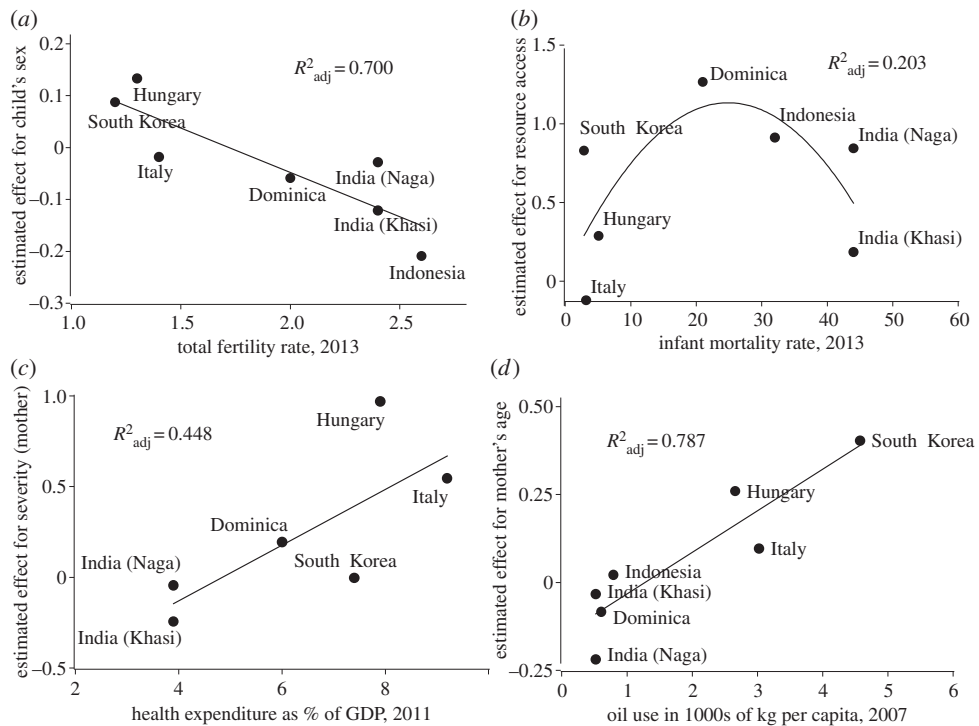 (a)
estimated effect for child's sex
0.2
0.1
0
−0.1
−0.2
−0.3
R²adj = 0.700
Hungary
South Korea
Italy
India (Naga)
Dominica
India (Khasi)
Indonesia
1.0
1.5
2.0
2.5
total fertility rate, 2013
(b)
estimated effect for resource access
1.5
1.0
0.5
0
R²adj = 0.203
Dominica
Indonesia
South Korea
India (Naga)
Hungary
India (Khasi)
Italy
0
10
20
30
40
50
60
infant mortality rate, 2013
(c)
estimated effect for severity (mother)
1.0
0.5
0
−0.5
R²adj = 0.448
Hungary
Italy
Dominica
India (Naga)
South Korea
India (Khasi)
2
4
6
8
health expenditure as % of GDP, 2011
(d)
estimated effect for mother's age
0.50
0.25
0
−0.25
R²adj = 0.787
South Korea
Hungary
Italy
Indonesia
India (Khasi)
Dominica
India (Naga)
0
1
2
3
4
5
6
oil use in 1000s of kg per capita, 2007